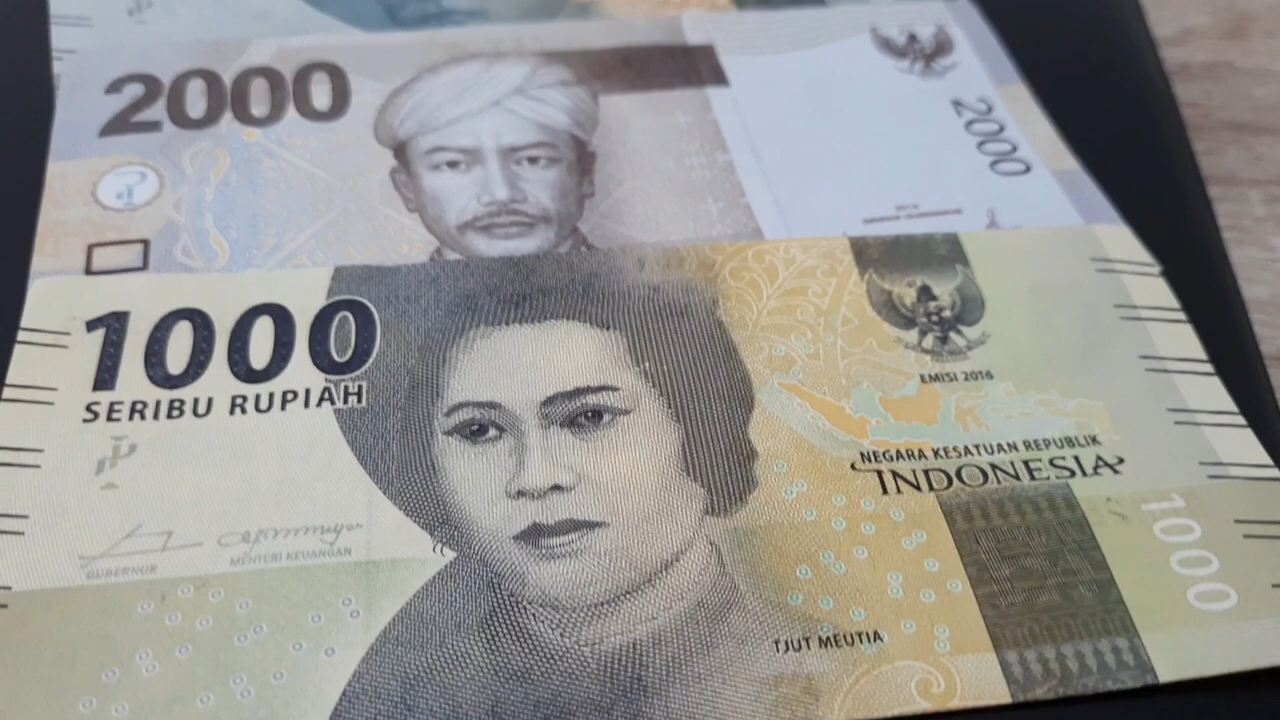 2000
2000
1000
SERIBU RUPIAH
EMISI 2016
NEGARA KESATUAN REPUBLIK
INDONESIA
GUBERNUR
MENTERI KEUANGAN
1000
TJUT MEUTIA